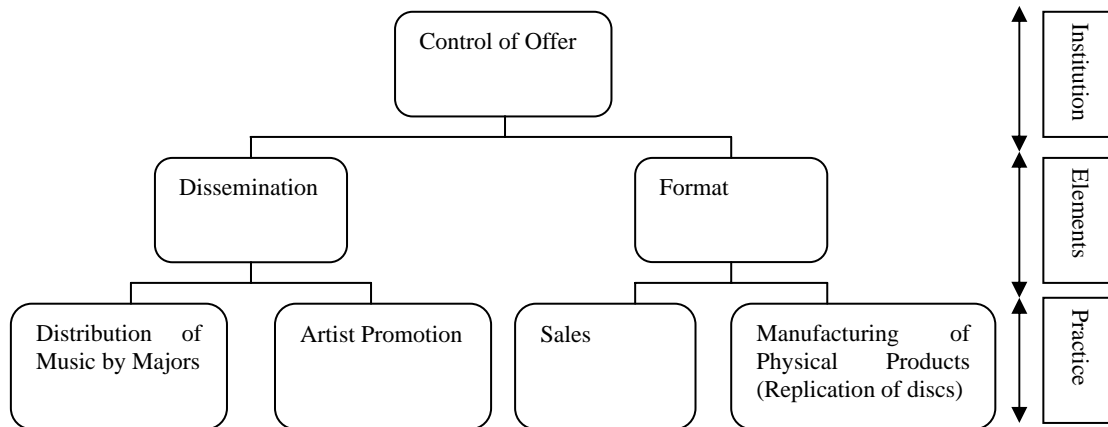 Control of Offer
Institution
Dissemination
Format
Elements
Distribution of
Music by Majors
Artist Promotion
Sales
Manufacturing of
Physical Products
(Replication of discs)
Practice